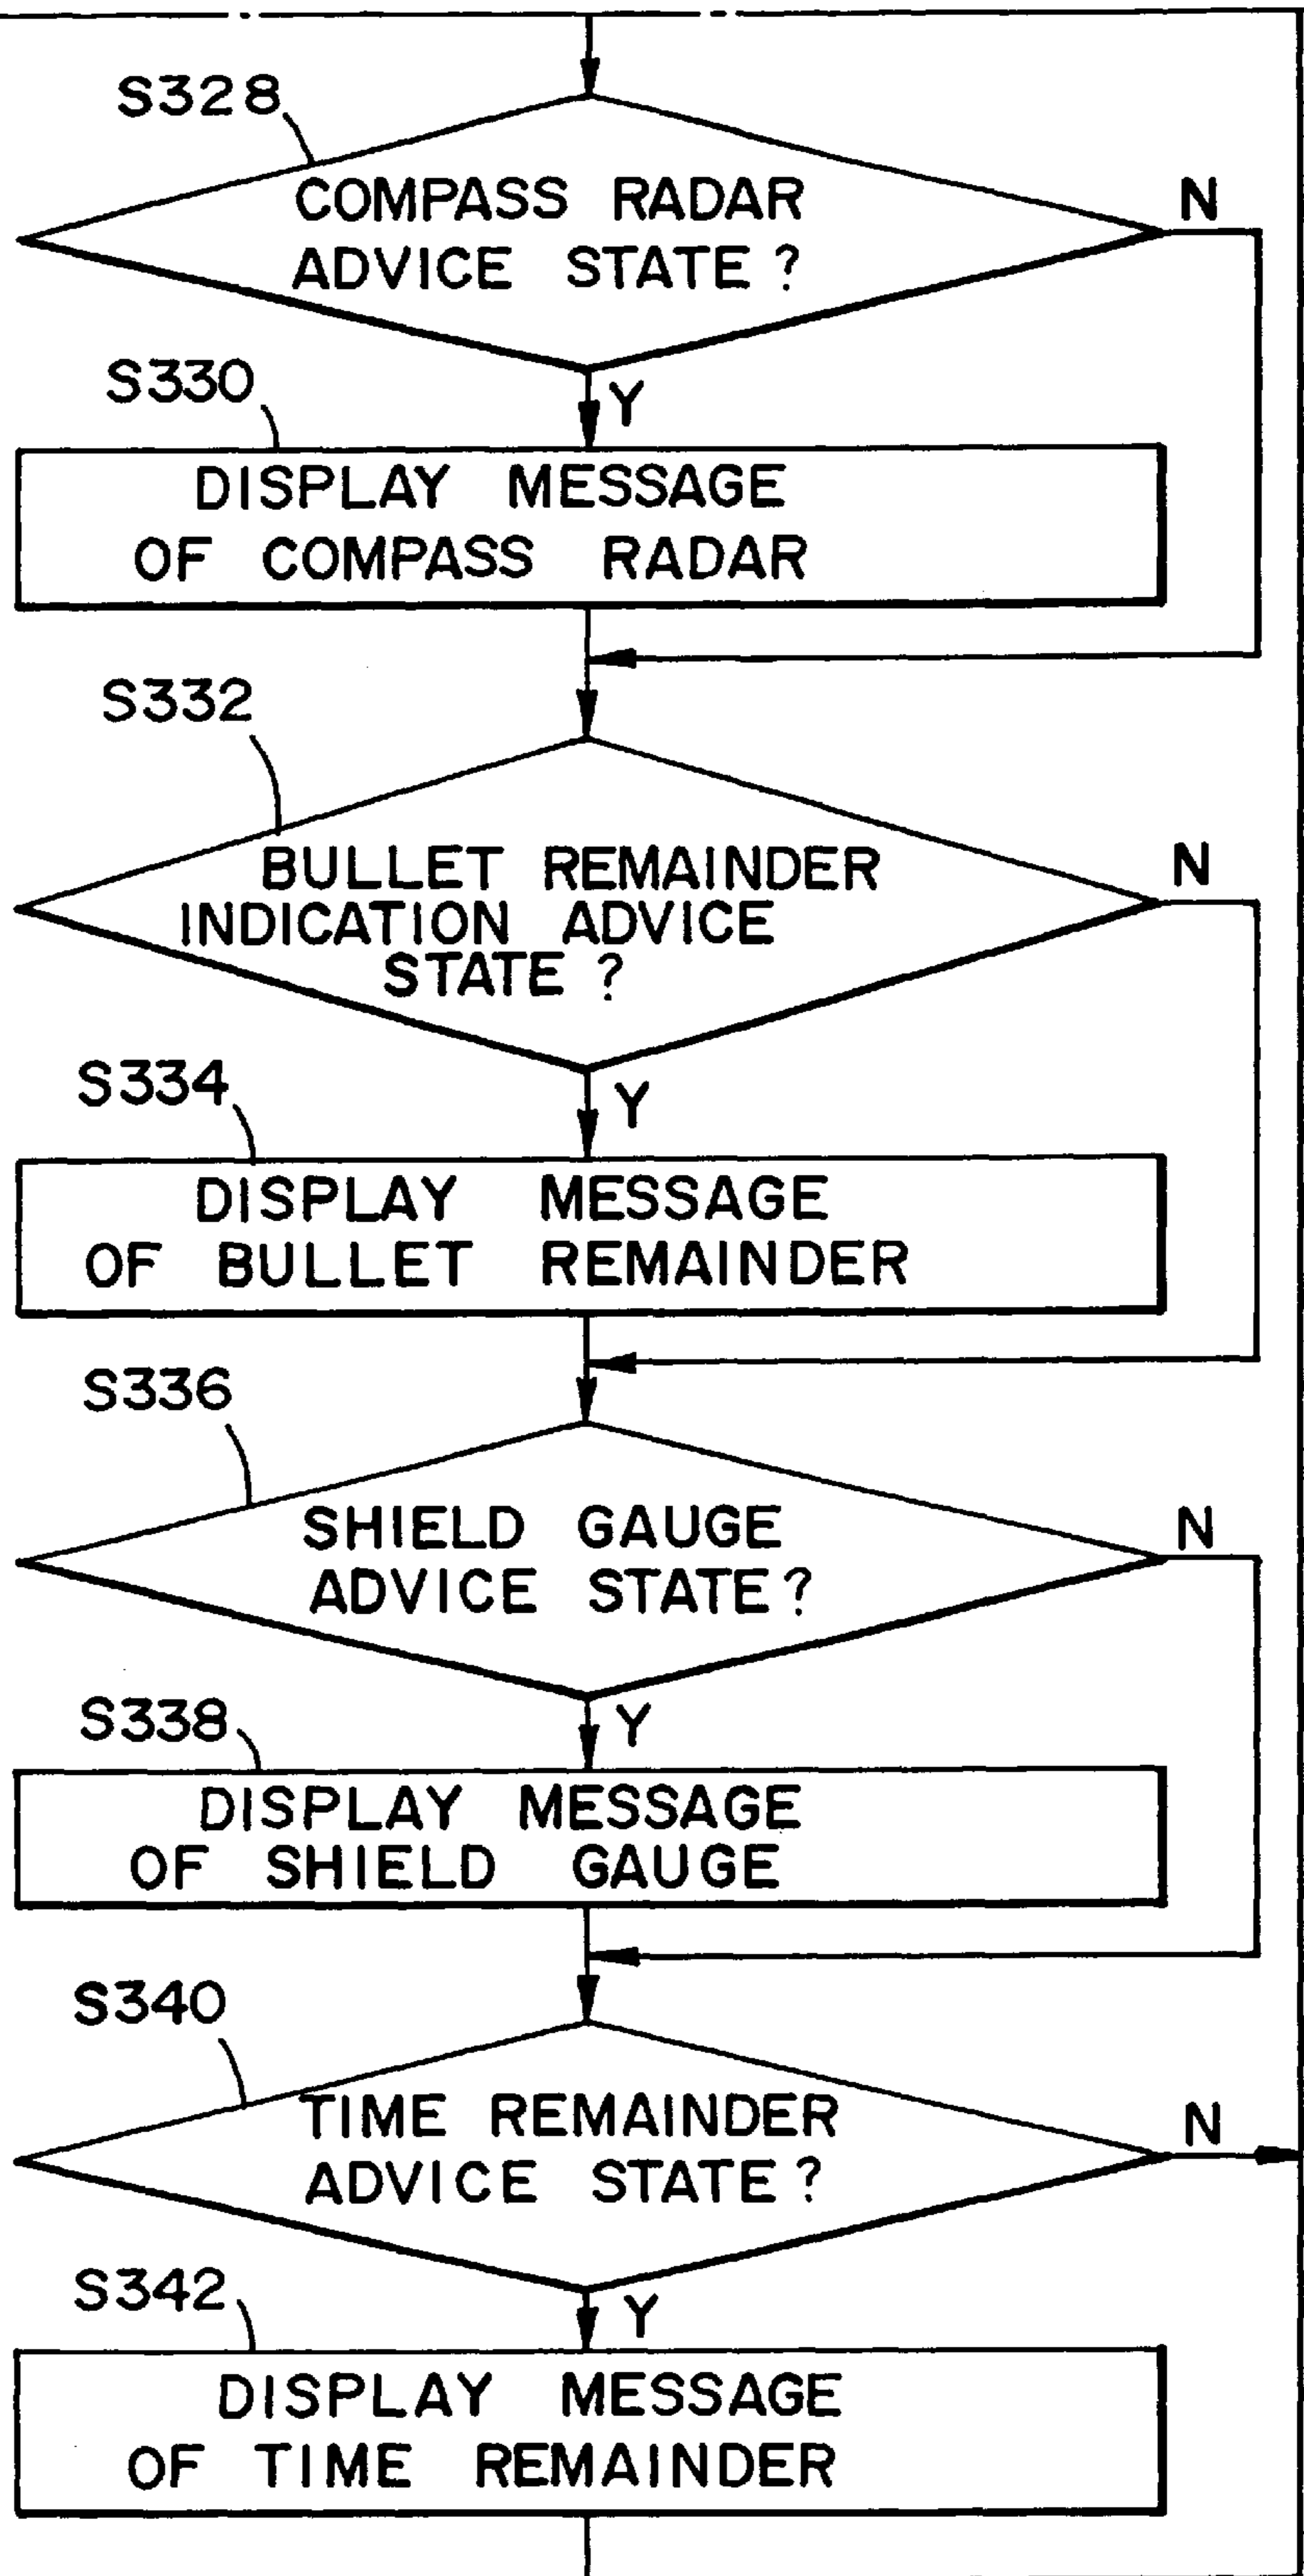 S328
COMPASS RADAR
ADVICE STATE?
N
S330
Y
DISPLAY MESSAGE
OF COMPASS RADAR
S332
BULLET REMAINDER
INDICATION ADVICE
STATE?
N
S334
Y
DISPLAY MESSAGE
OF BULLET REMAINDER
S336
SHIELD GAUGE
ADVICE STATE?
N
S338
Y
DISPLAY MESSAGE
OF SHIELD GAUGE
S340
TIME REMAINDER
ADVICE STATE?
N
S342
Y
DISPLAY MESSAGE
OF TIME REMAINDER